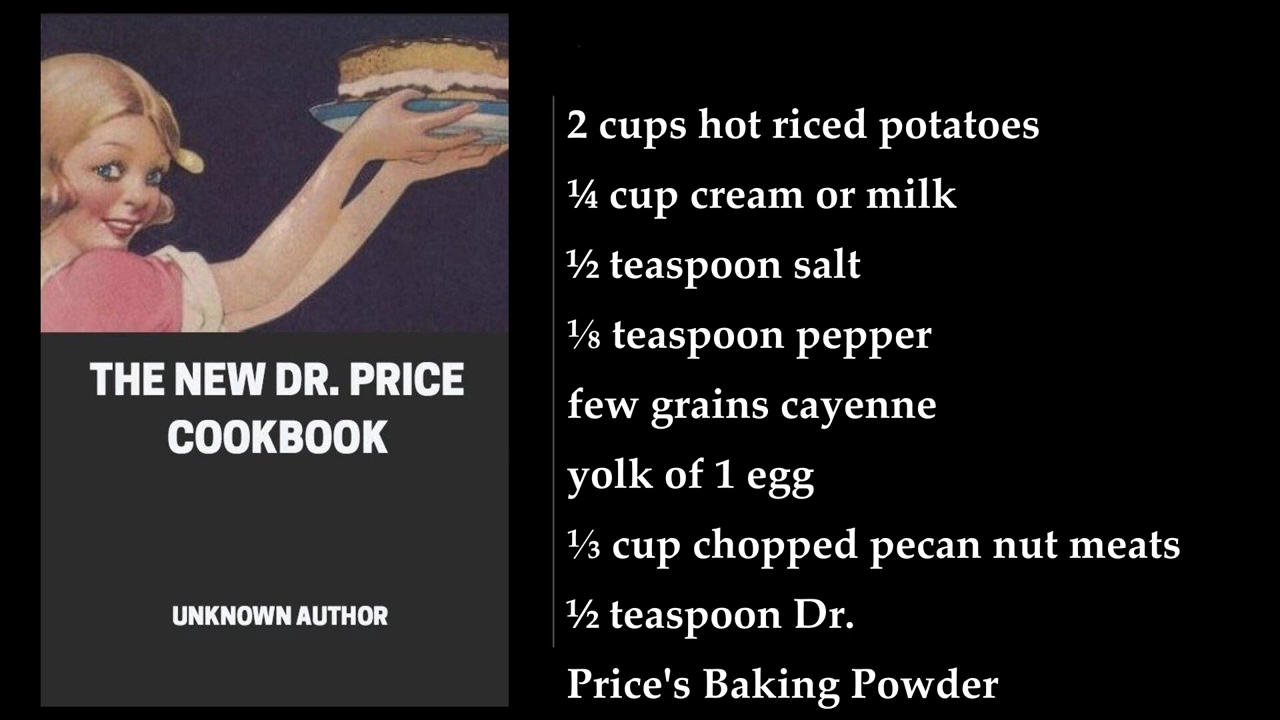 THE NEW DR. PRICE
COOKBOOK
UNKNOWN AUTHOR
2 cups hot riced potatoes
¼ cup cream or milk
½ teaspoon salt
⅛ teaspoon pepper
few grains cayenne
yolk of 1 egg
⅓ cup chopped pecan nut meats
½ teaspoon Dr.
Price's Baking Powder